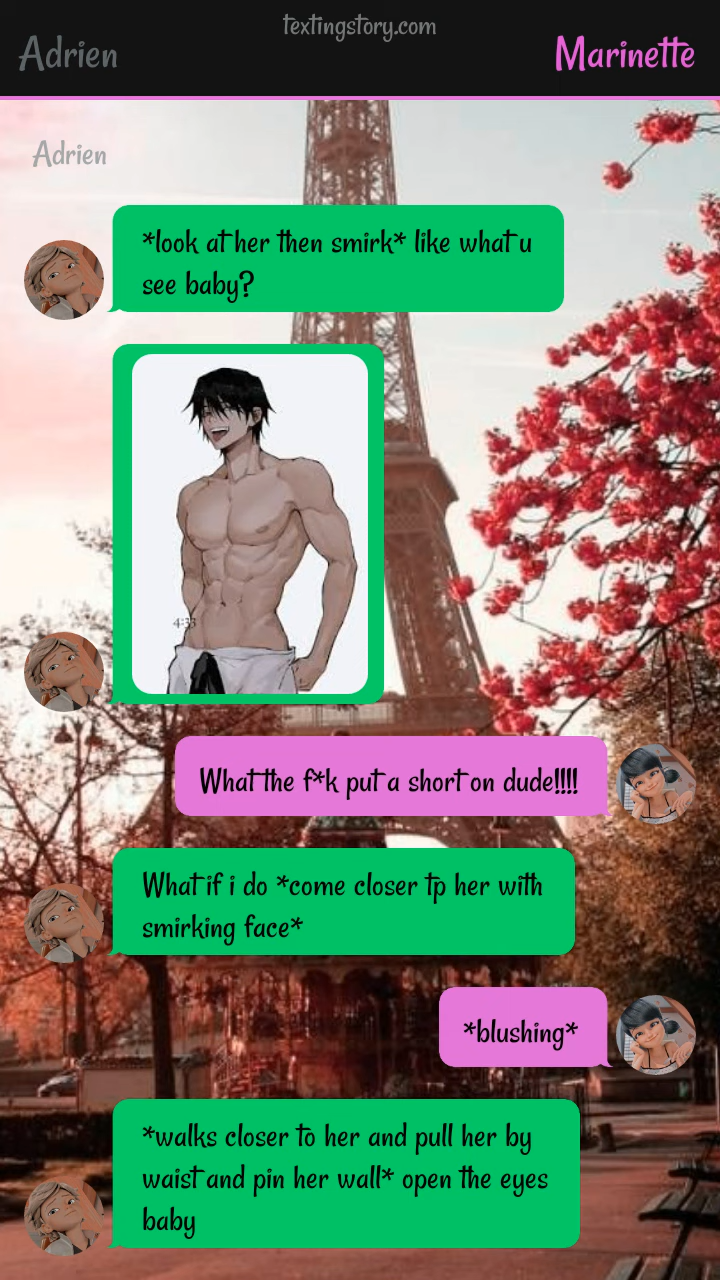 textingstory.com
Adrien
Marinette
Adrien
*look at her then smirk* like what u
see baby?
4:33
What the f*k put a short on dude!!!!
What if i do *come closer tp her with
smirking face*
*blushing*
*walks closer to her and pull her by
waist and pin her wall* open the eyes
baby